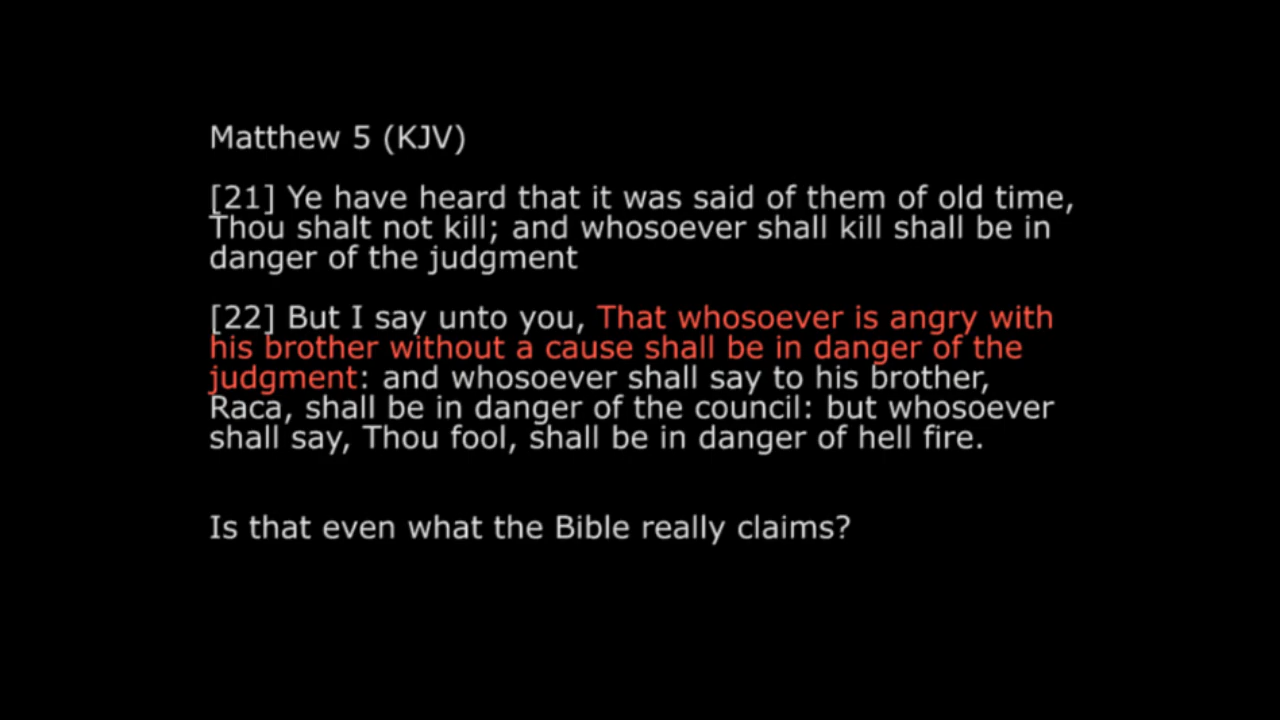 Matthew 5 (KJV)
[21] Ye have heard that it was said of them of old time,
Thou shalt not kill; and whosoever shall kill shall be in
danger of the judgment
[22] But I say unto you, That whosoever is angry with
his brother without a cause shall be in danger of the
judgment: and whosoever shall say to his brother,
Raca, shall be in danger of the council: but whosoever
shall say, Thou fool, shall be in danger of hell fire.
Is that even what the Bible really claims?